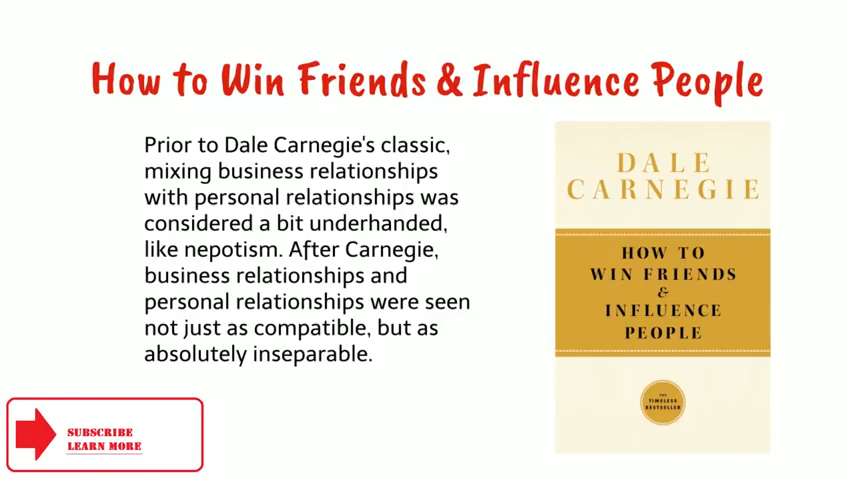 How to Win Friends & Influence People
Prior to Dale Carnegie's classic,
mixing business relationships
with personal relationships was
considered a bit underhanded,
like nepotism. After Carnegie,
business relationships and
personal relationships were seen
not just as compatible, but as
absolutely inseparable.
DALE
CARNEGIE
HOW TO
WIN FRIENDS
&
INFLUENCE
PEOPLE
THE
TIMELESS
BESTSELLER
SUBSCRIBE
LEARN MORE